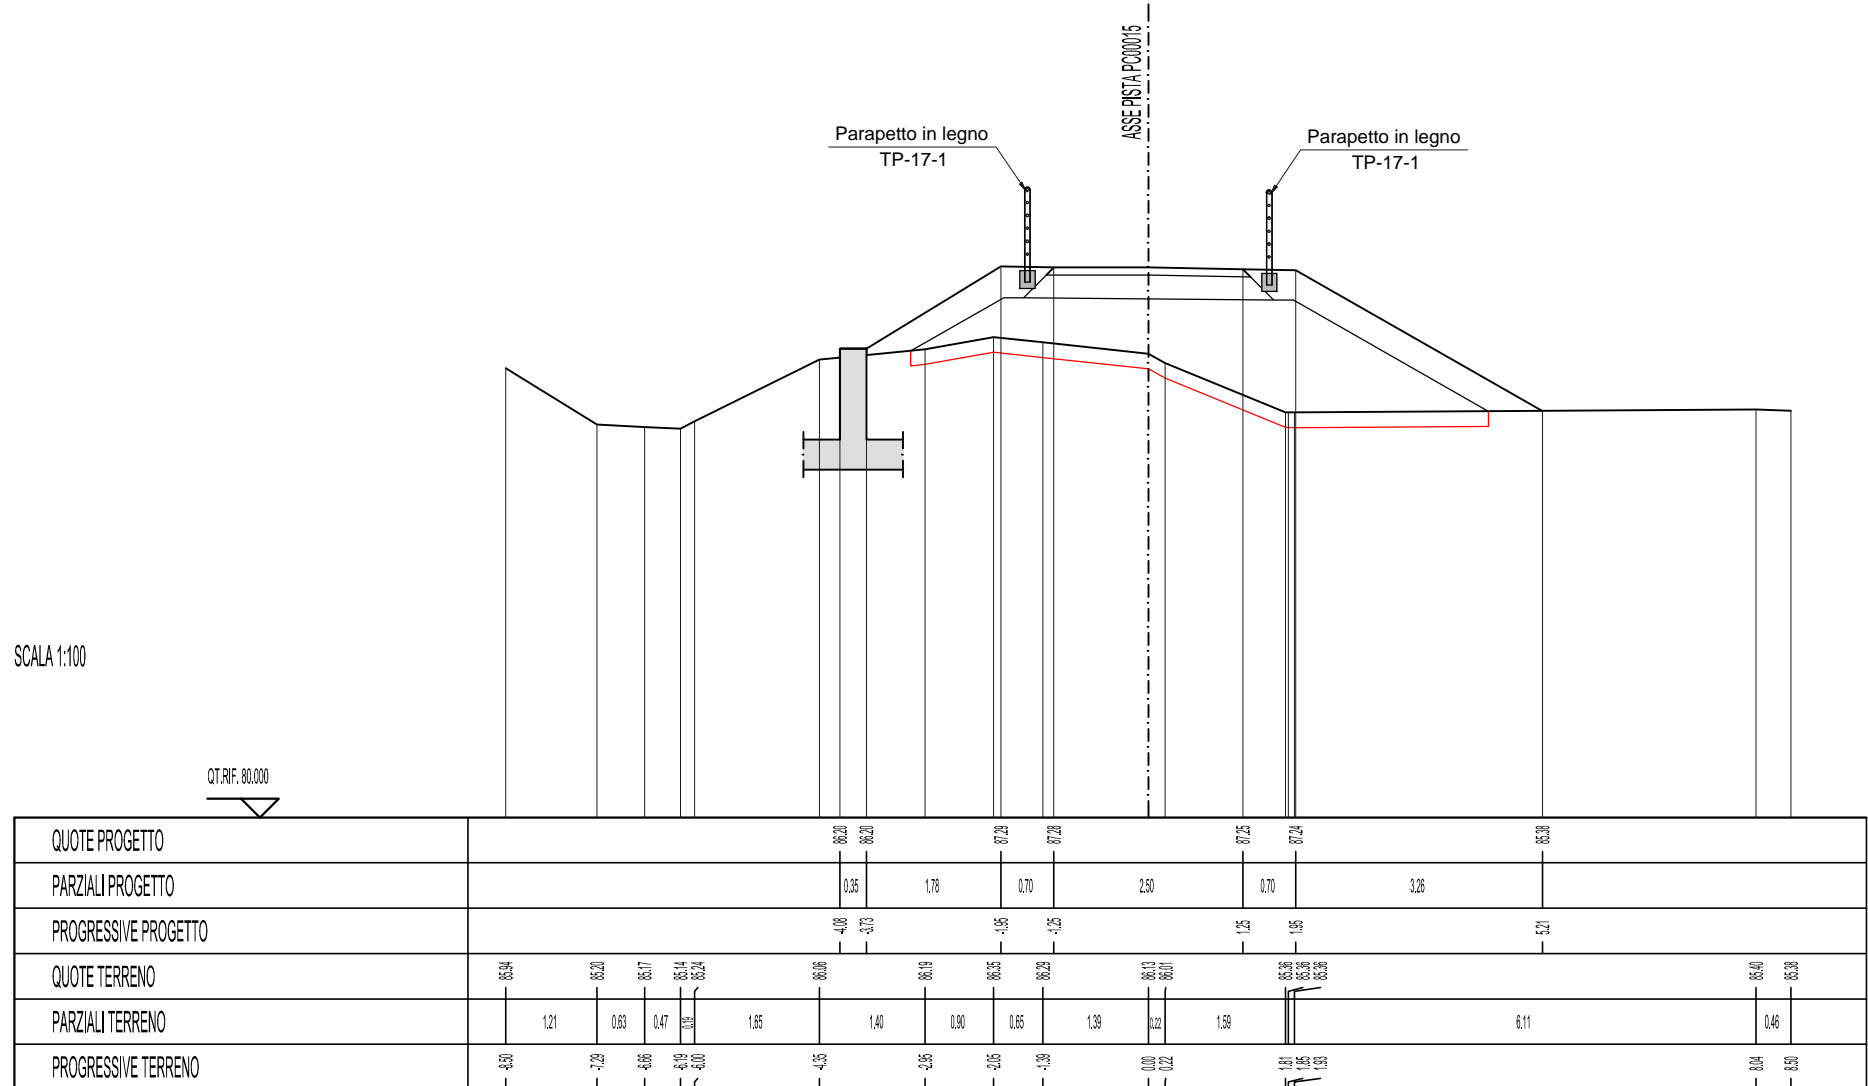 ASSE PISTA PC00015
Parapetto in legno
TP-17-1
Parapetto in legno
TP-17-1
SCALA 1:100
QT.RIF. 80,000
QUOTE PROGETTO 86.20 86.20 87.29 87.28 87.25 87.24 85.38
PARZIALI PROGETTO 0.35 1.78 0.70 2.50 0.70 3.26
PROGRESSIVE PROGETTO -4.08 -3.73 -1.95 -1.25 1.25 1.95 5.21
QUOTE TERRENO 85.94 85.20 85.17 85.14 85.24 86.06 86.19 86.35 86.29 86.13 86.01 85.36 85.36 85.36 85.40 85.38
PARZIALI TERRENO 1.21 0.63 0.47 0.19 1.65 1.40 0.90 0.65 1.39 0.22 1.59 6.11 0.46
PROGRESSIVE TERRENO -8.50 -7.29 -6.66 -6.19 -6.00 -4.35 -2.95 -2.05 -1.39 0.00 0.22 1.81 1.85 1.93 8.04 8.50